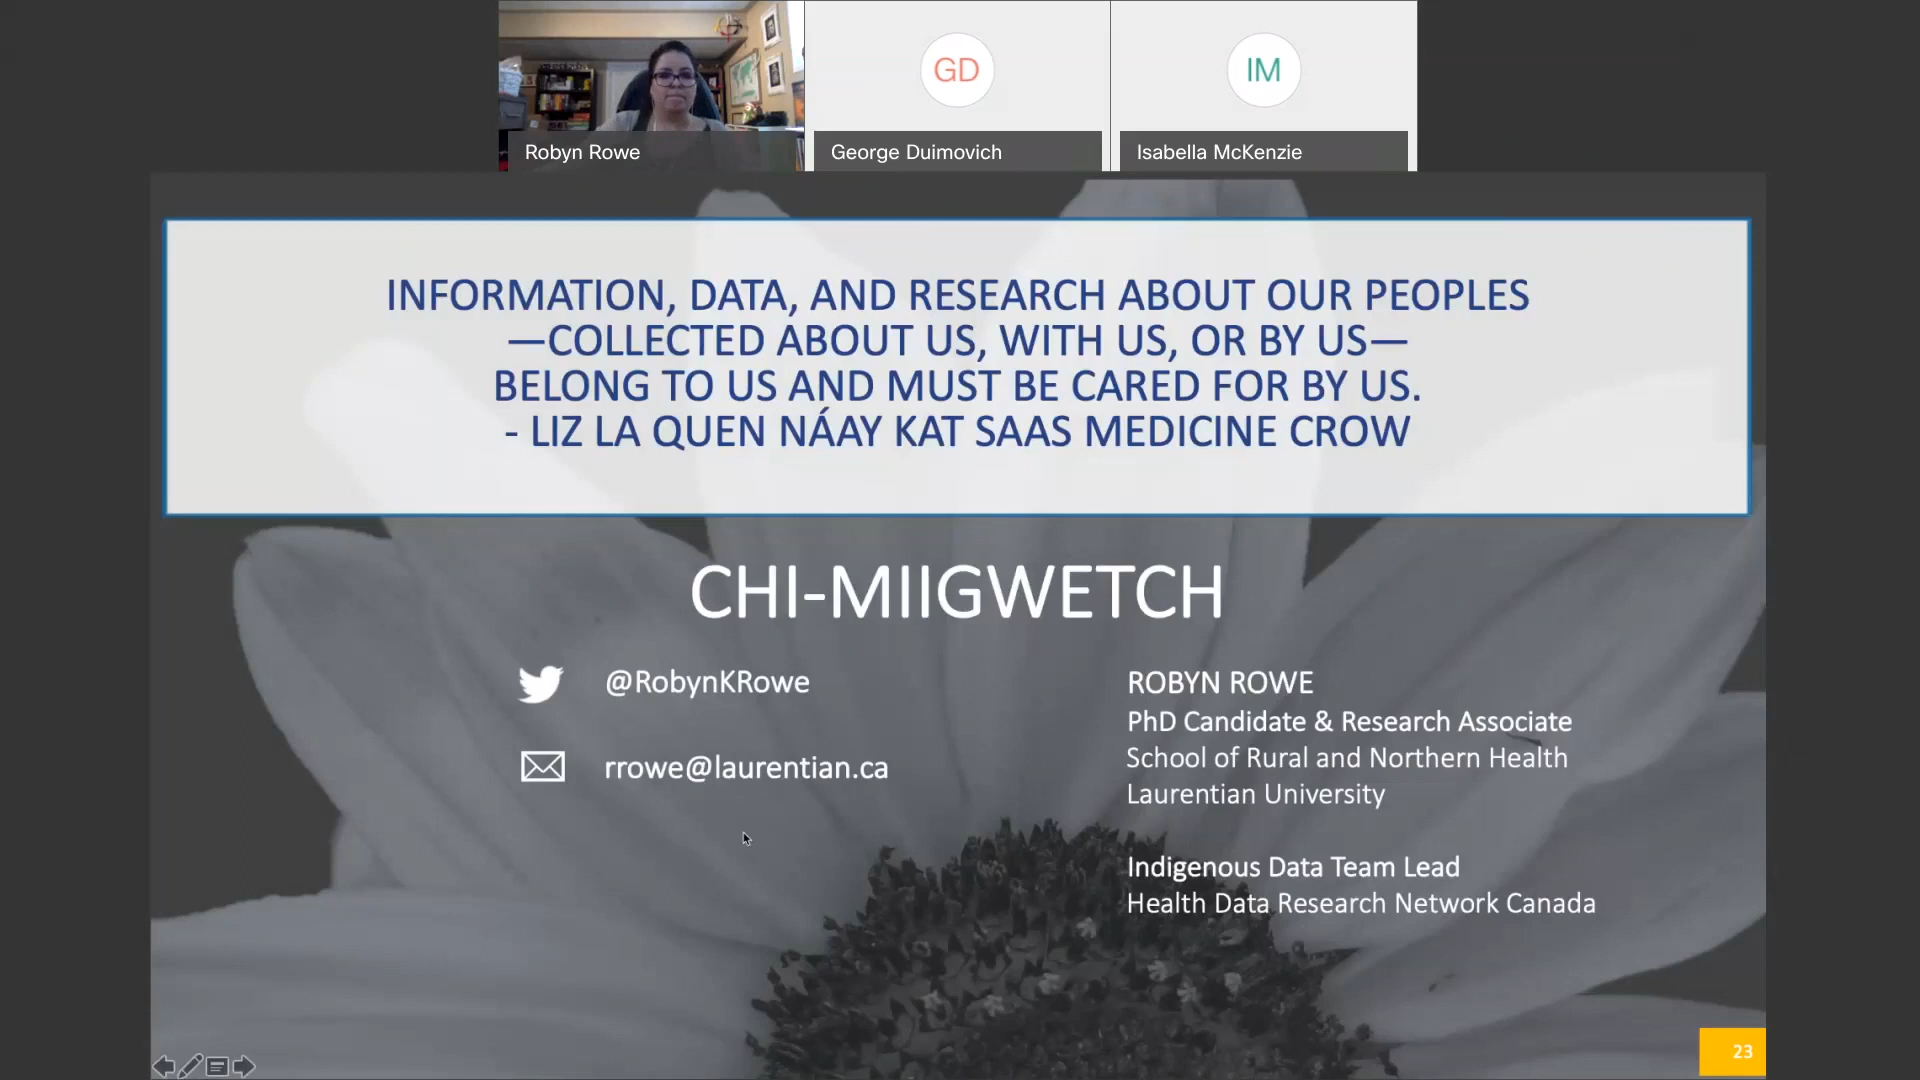 GD
IM
Robyn Rowe
George Duimovich
Isabella McKenzie
INFORMATION, DATA, AND RESEARCH ABOUT OUR PEOPLES
—COLLECTED ABOUT US, WITH US, OR BY US—
BELONG TO US AND MUST BE CARED FOR BY US.
- LIZ LA QUEN NÁAY KAT SAAS MEDICINE CROW
CHI-MIIGWETCH
@RobynKRowe
rrowe@laurentian.ca
ROBYN ROWE
PhD Candidate & Research Associate
School of Rural and Northern Health
Laurentian University
Indigenous Data Team Lead
Health Data Research Network Canada
23